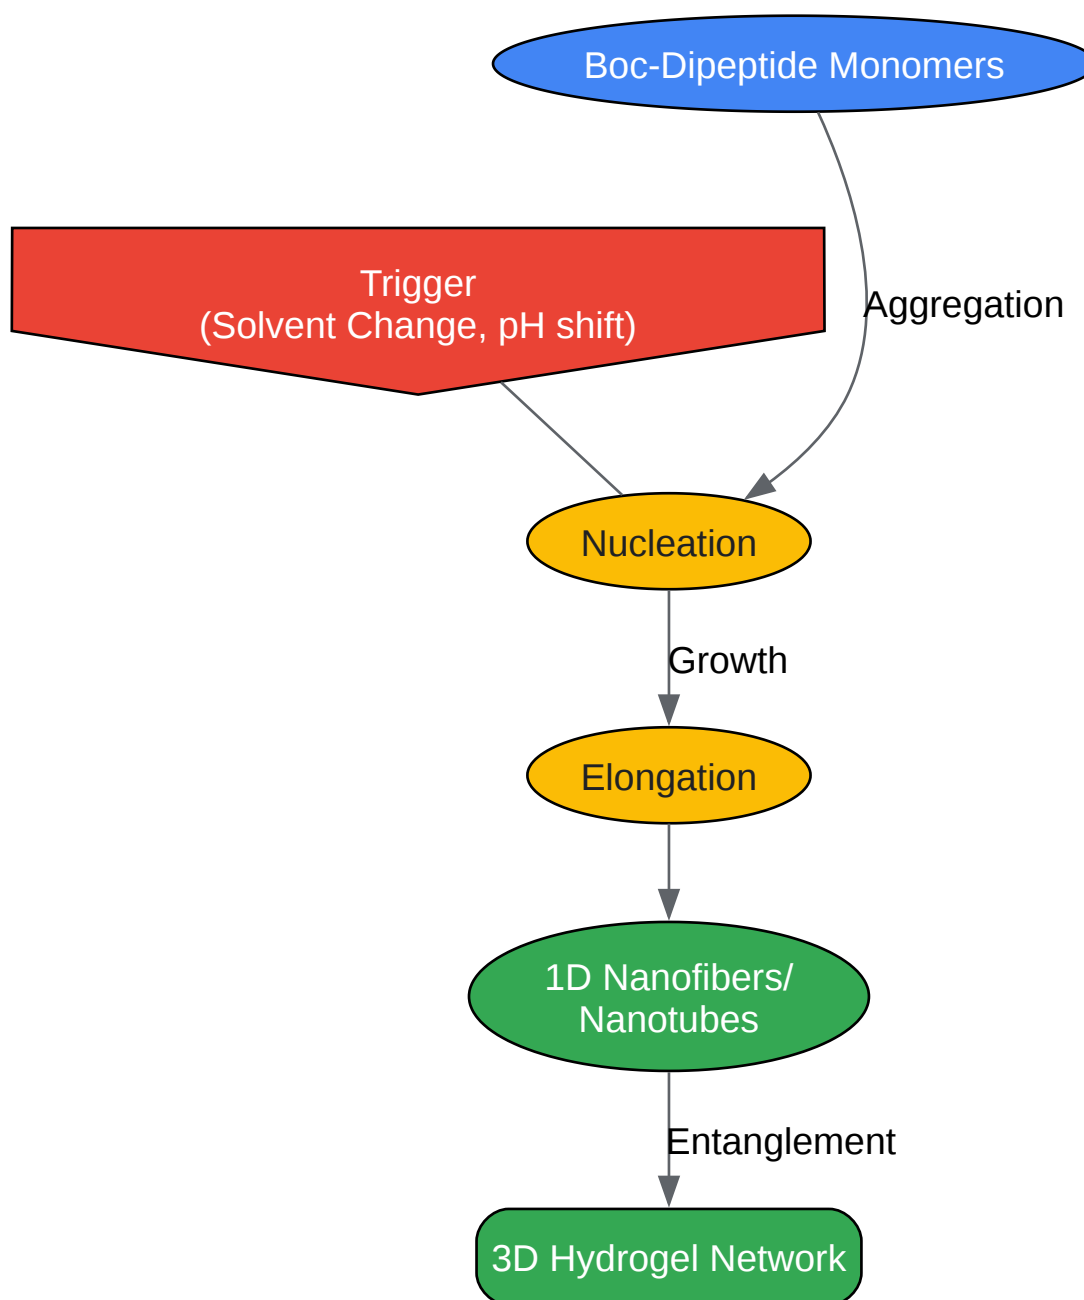 Boc-Dipeptide Monomers
Trigger
(Solvent Change, pH shift)
Aggregation
Nucleation
Growth
Elongation
1D Nanofibers/
Nanotubes
Entanglement
3D Hydrogel Network